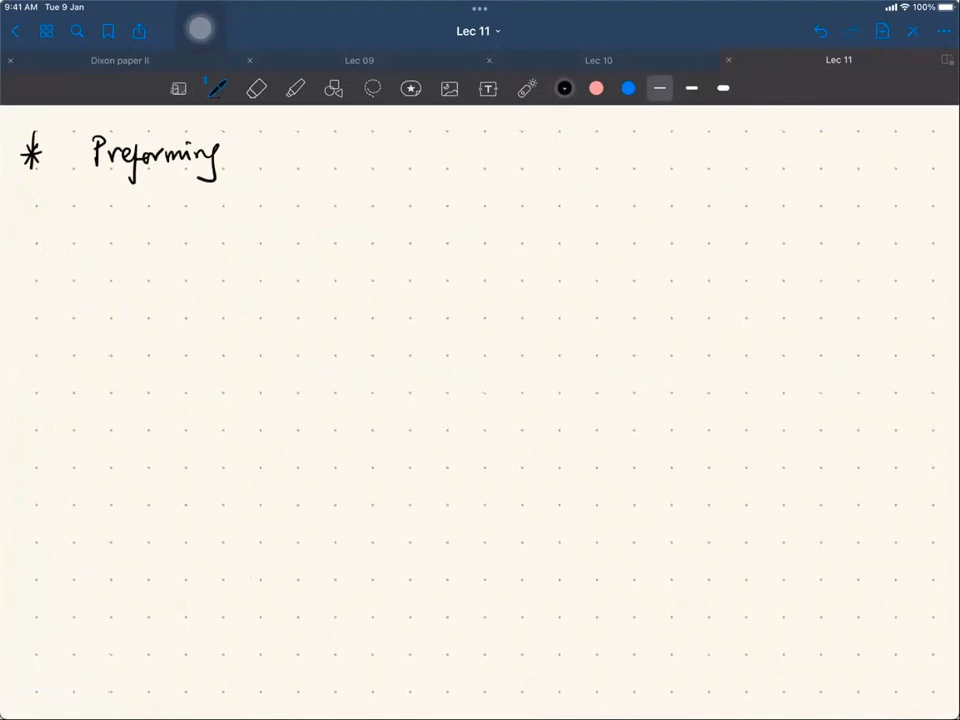 9:41 AM Tue 9 Jan
100%
Lec 11
Dixon paper II
Lec 09
Lec 10
Lec 11
* Preforming